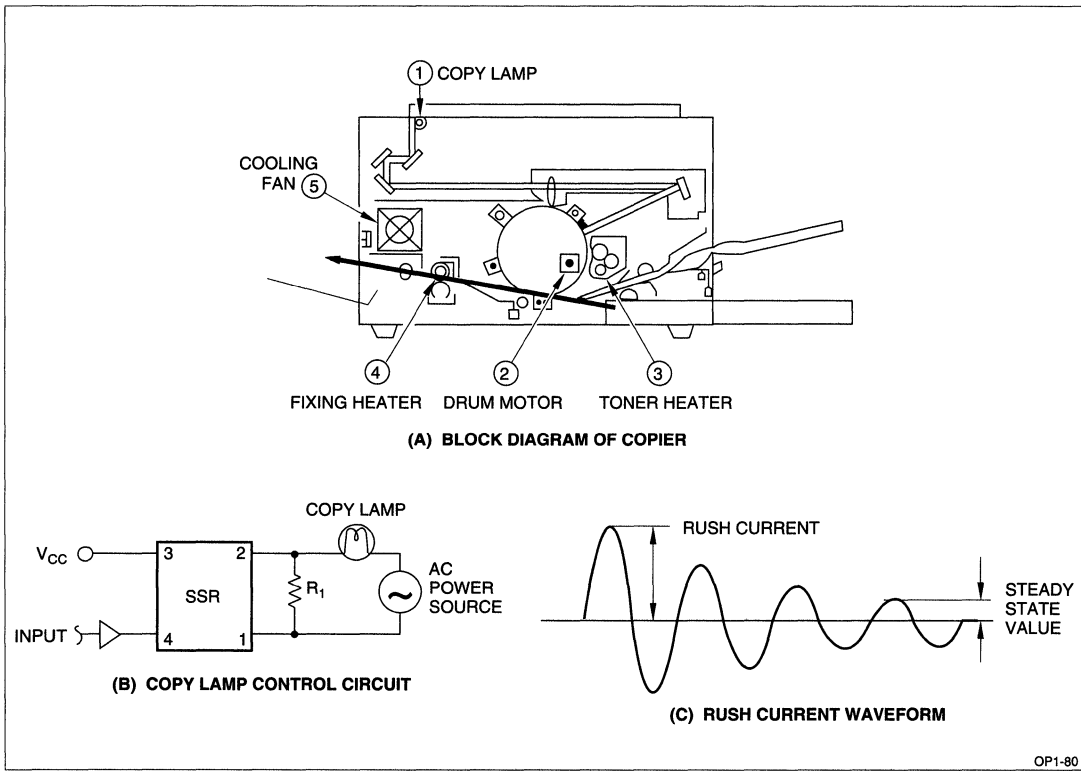 ① COPY LAMP
COOLING
FAN ⑤
④
②
③
FIXING HEATER
DRUM MOTOR
TONER HEATER
(A) BLOCK DIAGRAM OF COPIER
COPY LAMP
VCC
3
2
SSR
R1
AC
POWER
SOURCE
INPUT
4
1
(B) COPY LAMP CONTROL CIRCUIT
RUSH CURRENT
STEADY
STATE
VALUE
(C) RUSH CURRENT WAVEFORM
OP1-80